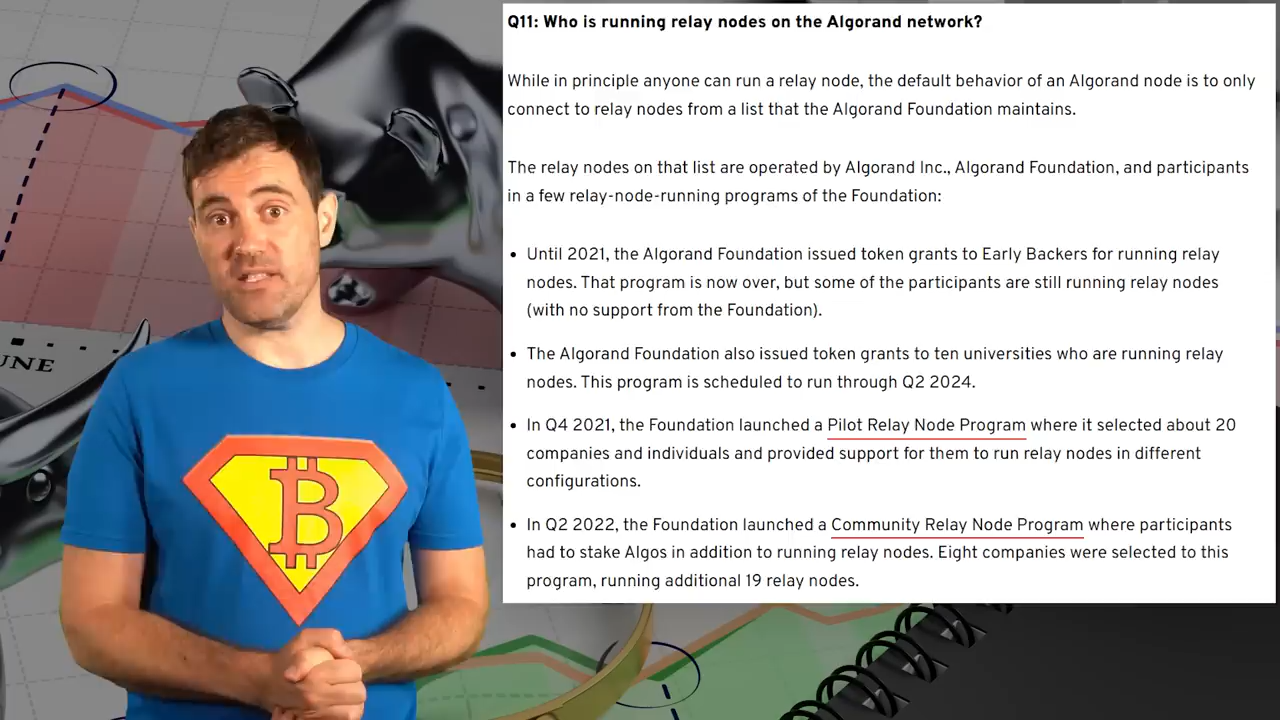 Q11: Who is running relay nodes on the Algorand network?
While in principle anyone can run a relay node, the default behavior of an Algorand node is to only
connect to relay nodes from a list that the Algorand Foundation maintains.
The relay nodes on that list are operated by Algorand Inc., Algorand Foundation, and participants
in a few relay-node-running programs of the Foundation:
• Until 2021, the Algorand Foundation issued token grants to Early Backers for running relay
nodes. That program is now over, but some of the participants are still running relay nodes
(with no support from the Foundation).
• The Algorand Foundation also issued token grants to ten universities who are running relay
nodes. This program is scheduled to run through Q2 2024.
• In Q4 2021, the Foundation launched a Pilot Relay Node Program where it selected about 20
companies and individuals and provided support for them to run relay nodes in different
configurations.
• In Q2 2022, the Foundation launched a Community Relay Node Program where participants
had to stake Algos in addition to running relay nodes. Eight companies were selected to this
program, running additional 19 relay nodes.
UNE
₿